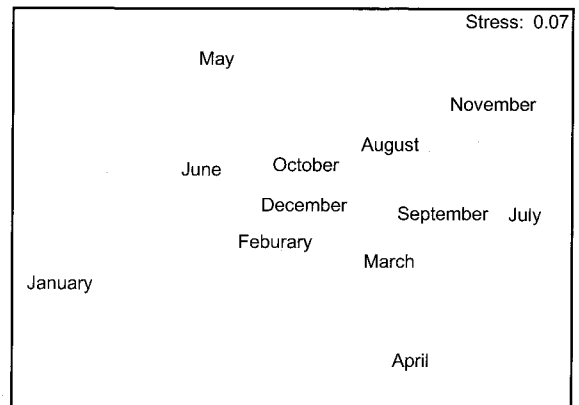 Stress: 0.07
May
November
August
June
October
December
September
July
Feburary
March
January
April